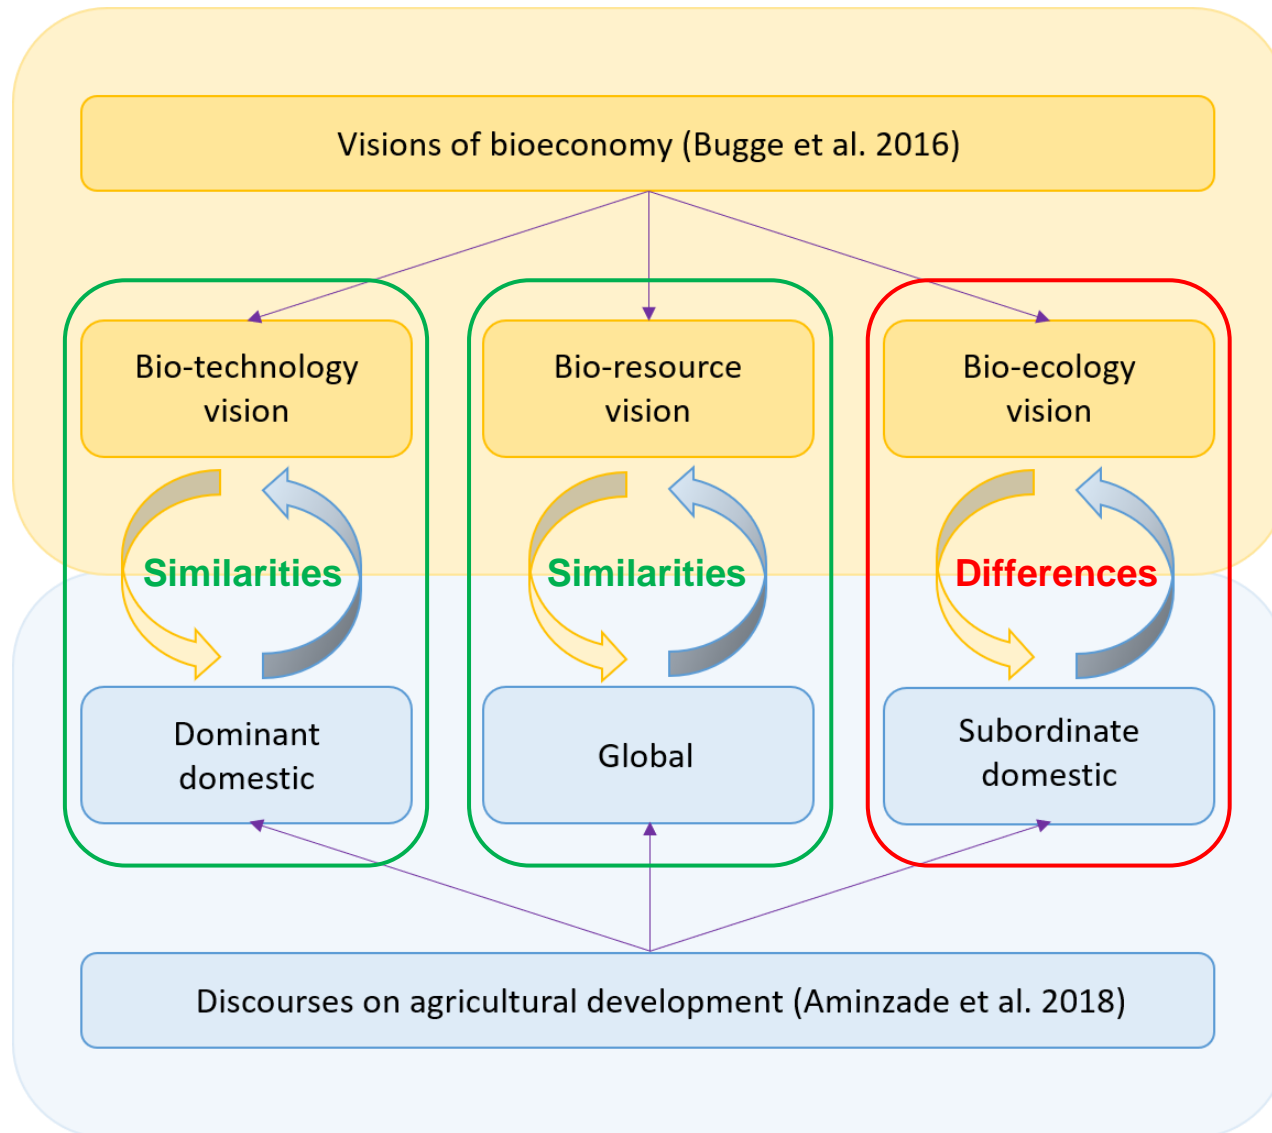 Visions of bioeconomy (Bugge et al. 2016)
Bio-technology
vision
Bio-resource
vision
Bio-ecology
vision
Similarities
Similarities
Differences
Dominant
domestic
Global
Subordinate
domestic
Discourses on agricultural development (Aminzade et al. 2018)